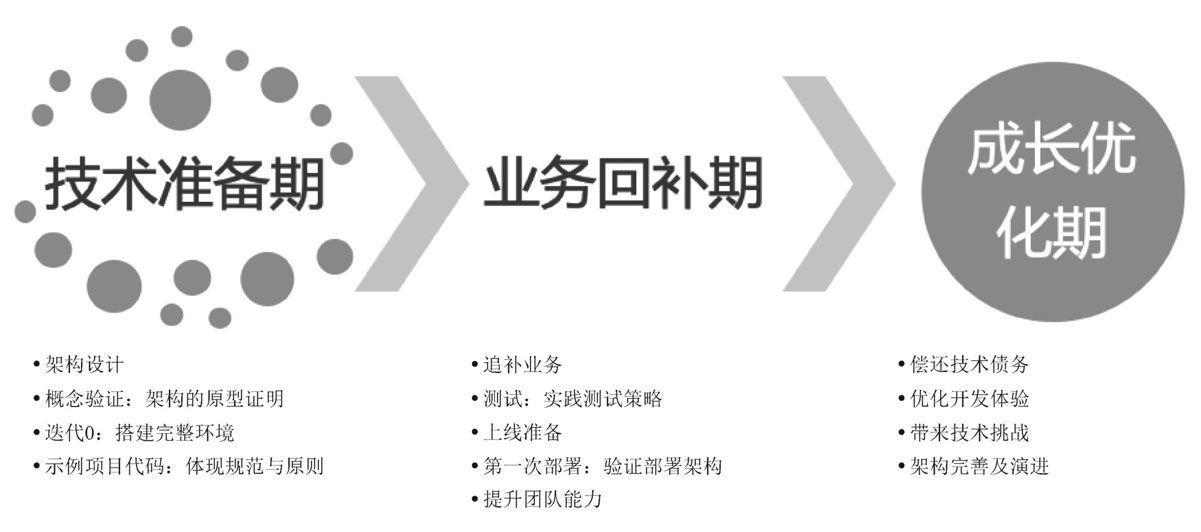 技术准备期
业务回补期
成长优
化期
• 架构设计
• 概念验证：架构的原型证明
• 迭代0：搭建完整环境
• 示例项目代码：体现规范与原则
• 追补业务
• 测试：实践测试策略
• 上线准备
• 第一次部署：验证部署架构
• 提升团队能力
• 偿还技术债务
• 优化开发体验
• 带来技术挑战
• 架构完善及演进